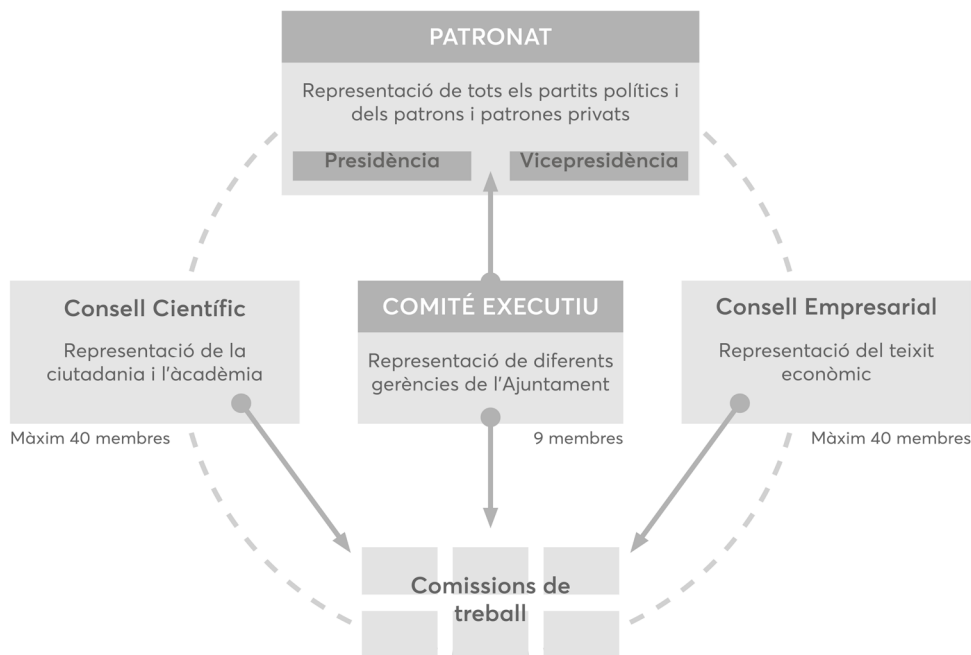 PATRONAT
Representació de tots els partits polítics i
dels patrons i patrones privats
Presidència
Vicepresidència
Consell Científic
Representació de la
ciutadania i l'àcadèmia
Màxim 40 membres
COMITÉ EXECUTIU
Representació de diferents
gerències de l'Ajuntament
9 membres
Consell Empresarial
Representació del teixit
econòmic
Màxim 40 membres
Comissions de
treball